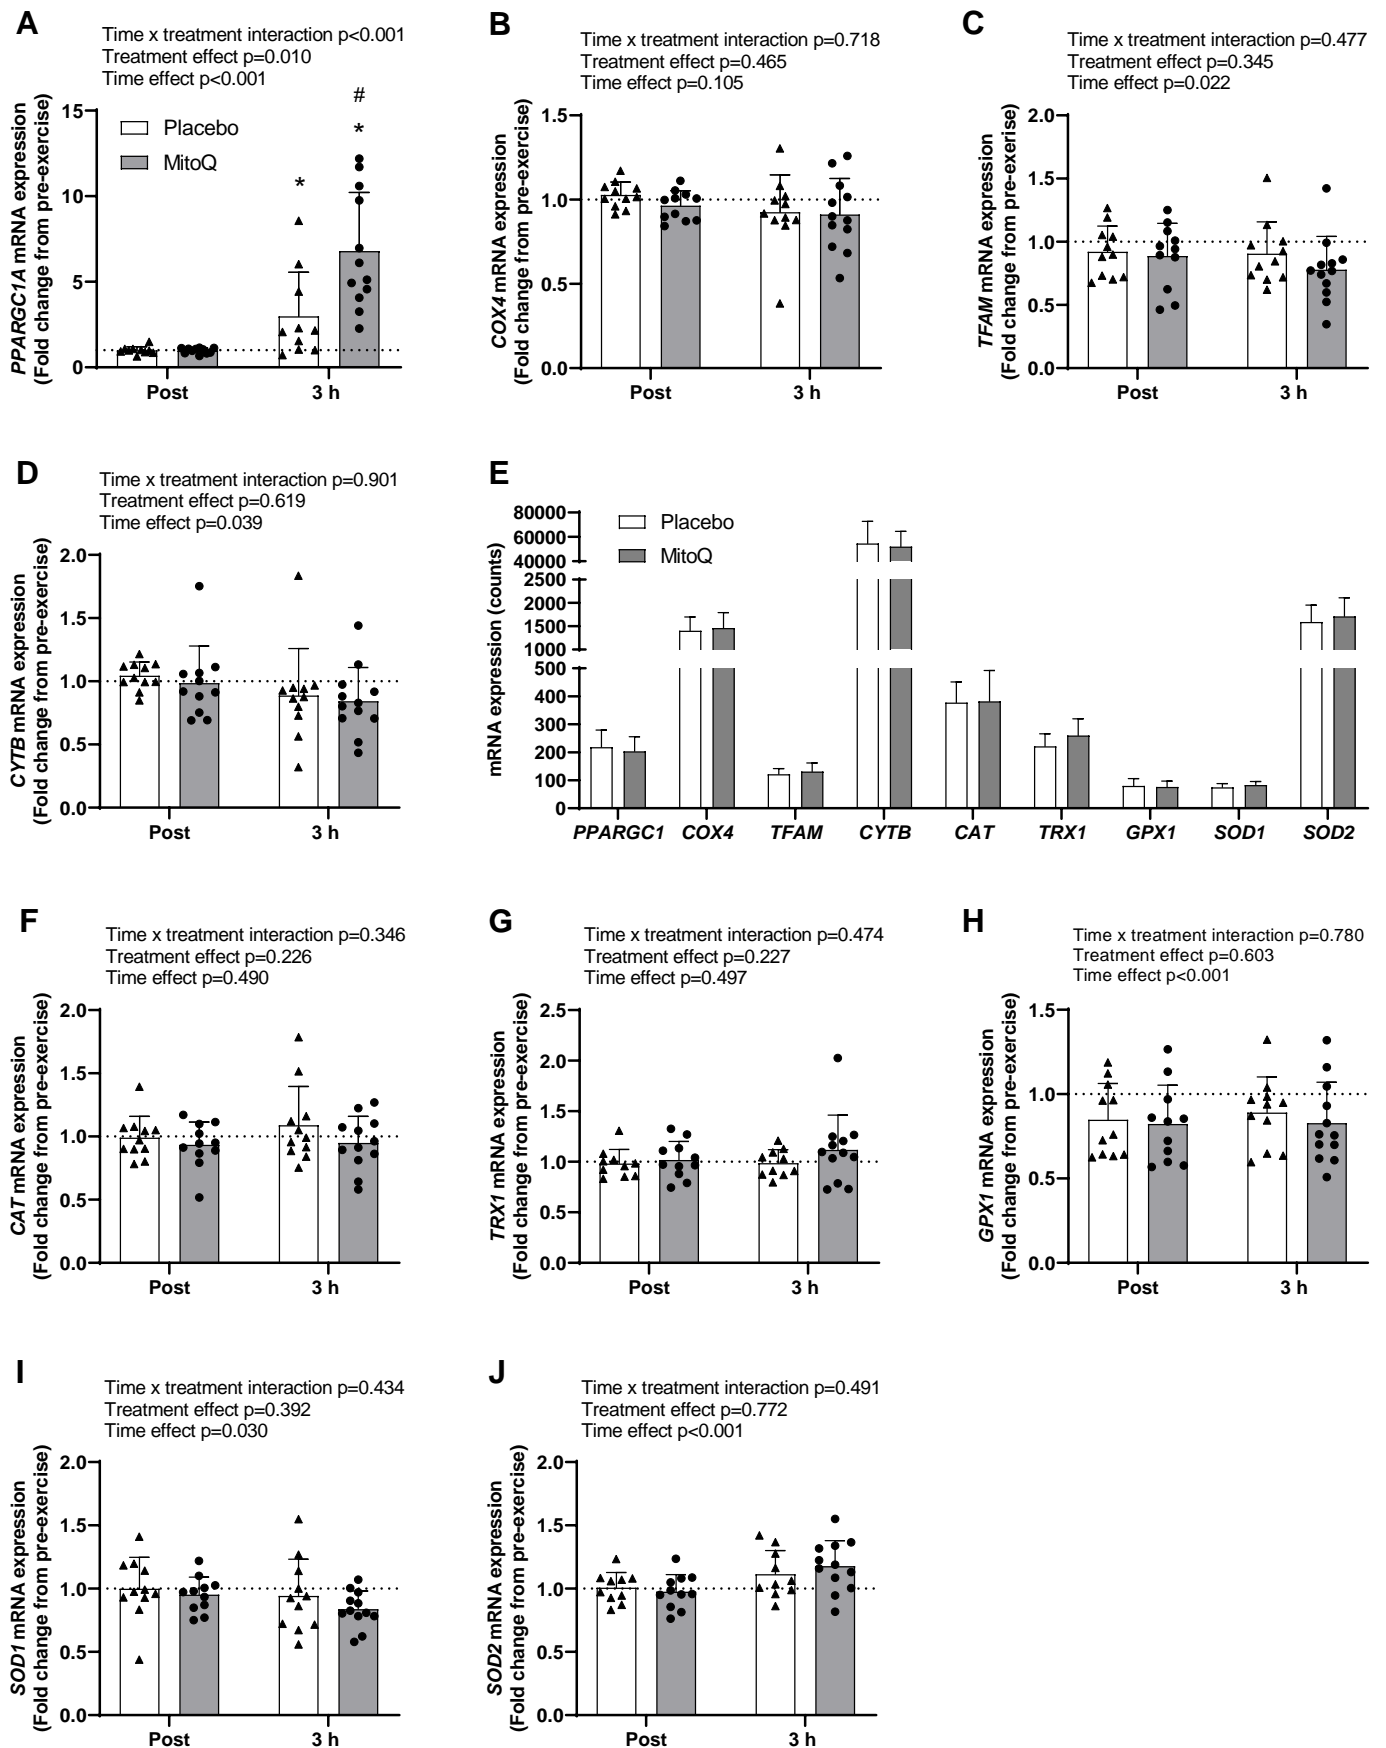 A
Time x treatment interaction p<0.001
Treatment effect p=0.010
Time effect p<0.001
PPARGC1A mRNA expression
(Fold change from pre-exercise)
15
10
5
0
Placebo
MitoQ
*
#
*
Post
3 h
B
Time x treatment interaction p=0.718
Treatment effect p=0.465
Time effect p=0.105
COX4 mRNA expression
(Fold change from pre-exercise)
1.5
1.0
0.5
0.0
Post
3 h
C
Time x treatment interaction p=0.477
Treatment effect p=0.345
Time effect p=0.022
TFAM mRNA expression
(Fold change from pre-exerise)
2.0
1.5
1.0
0.5
0.0
Post
3 h
D
Time x treatment interaction p=0.901
Treatment effect p=0.619
Time effect p=0.039
CYTB mRNA expression
(Fold change from pre-exercise)
2.0
1.5
1.0
0.5
0.0
Post
3 h
E
mRNA expression (counts)
80000
60000
40000
2500
2000
1500
1000
500
400
300
200
100
0
Placebo
MitoQ
PPARGC1
COX4
TFAM
CYTB
CAT
TRX1
GPX1
SOD1
SOD2
F
Time x treatment interaction p=0.346
Treatment effect p=0.226
Time effect p=0.490
CAT mRNA expression
(Fold change from pre-exercise)
2.0
1.5
1.0
0.5
0.0
Post
3 h
G
Time x treatment interaction p=0.474
Treatment effect p=0.227
Time effect p=0.497
TRX1 mRNA expression
(Fold change from pre-exercise)
2.5
2.0
1.5
1.0
0.5
0.0
Post
3 h
H
Time x treatment interaction p=0.780
Treatment effect p=0.603
Time effect p<0.001
GPX1 mRNA expression
(Fold change from pre-exercise)
1.5
1.0
0.5
0.0
Post
3 h
I
Time x treatment interaction p=0.434
Treatment effect p=0.392
Time effect p=0.030
SOD1 mRNA expression
(Fold change from pre-exercise)
2.0
1.5
1.0
0.5
0.0
Post
3 h
J
Time x treatment interaction p=0.491
Treatment effect p=0.772
Time effect p<0.001
SOD2 mRNA expression
(Fold change from pre-exercise)
2.0
1.5
1.0
0.5
0.0
Post
3 h